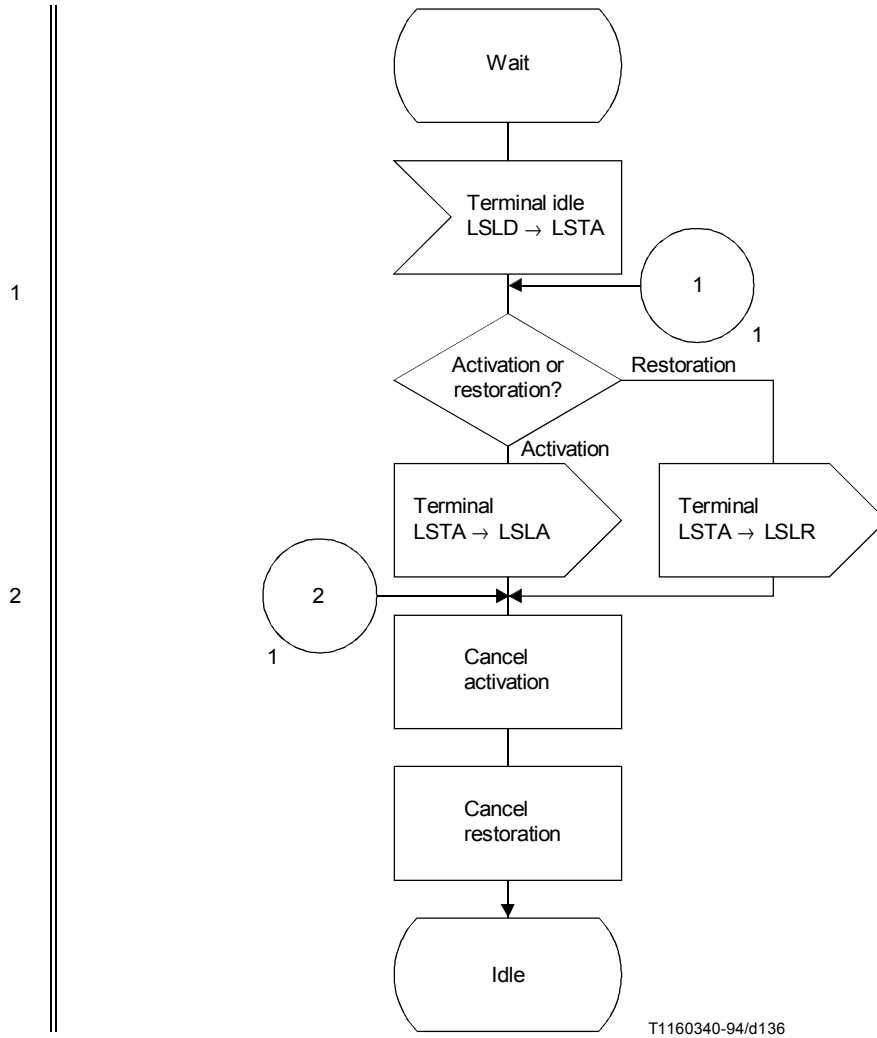 Wait
Terminal idle
LSLD → LSTA
1
1
1
Activation or
restoration?
Restoration
Activation
Terminal
LSTA → LSLA
Terminal
LSTA → LSLR
2
2
1
Cancel
activation
Cancel
restoration
Idle
T1160340-94/d136